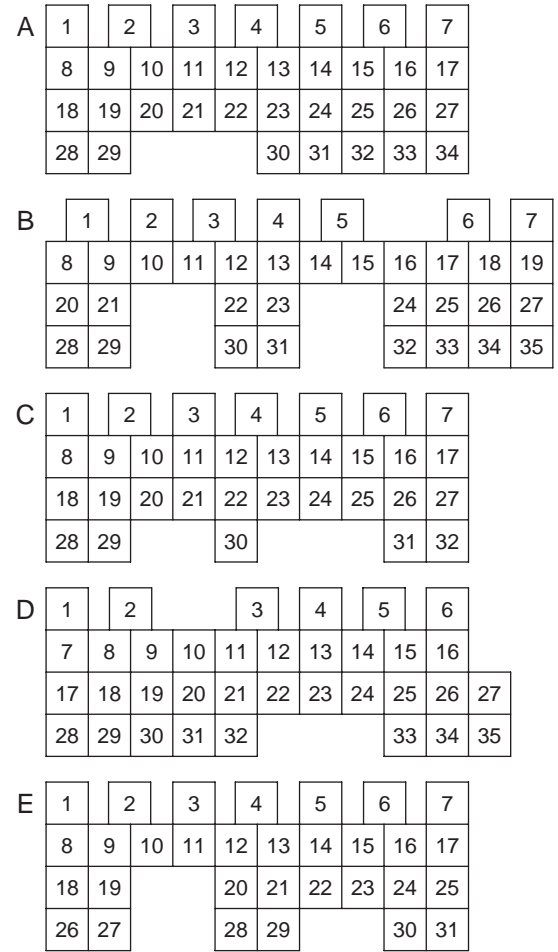 A 1 2 3 4 5 6 7
8 9 10 11 12 13 14 15 16 17
18 19 20 21 22 23 24 25 26 27
28 29 30 31 32 33 34
B 1 2 3 4 5 6 7
8 9 10 11 12 13 14 15 16 17 18 19
20 21 22 23 24 25 26 27
28 29 30 31 32 33 34 35
C 1 2 3 4 5 6 7
8 9 10 11 12 13 14 15 16 17
18 19 20 21 22 23 24 25 26 27
28 29 30 31 32
D 1 2 3 4 5 6
7 8 9 10 11 12 13 14 15 16
17 18 19 20 21 22 23 24 25 26 27
28 29 30 31 32 33 34 35
E 1 2 3 4 5 6 7
8 9 10 11 12 13 14 15 16 17
18 19 20 21 22 23 24 25
26 27 28 29 30 31